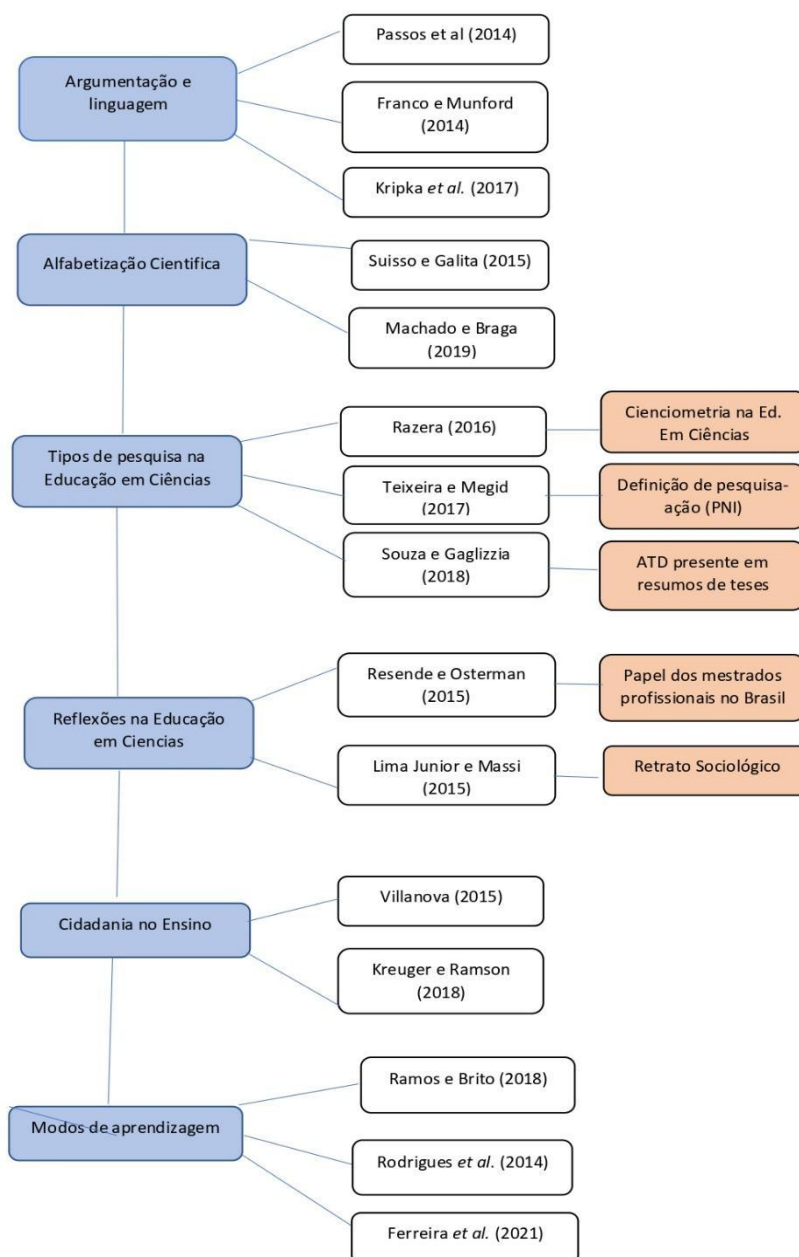 Passos et al (2014)
Argumentação e
linguagem
Franco e Munford
(2014)
Kripka et al. (2017)
Alfabetização Cientifica
Suisso e Galita (2015)
Machado e Braga
(2019)
Tipos de pesquisa na
Educação em Ciências
Razera (2016)
Cienciometria na Ed.
Em Ciências
Teixeira e Megid
(2017)
Definição de pesquisa-
ação (PNI)
Souza e Gaglizzia
(2018)
ATD presente em
resumos de teses
Reflexões na Educação
em Ciencias
Resende e Osterman
(2015)
Papel dos mestrados
profissionais no Brasil
Lima Junior e Massi
(2015)
Retrato Sociológico
Cidadania no Ensino
Villanova (2015)
Kreuger e Ramson
(2018)
Modos de aprendizagem
Ramos e Brito (2018)
Rodrigues et al. (2014)
Ferreira et al. (2021)